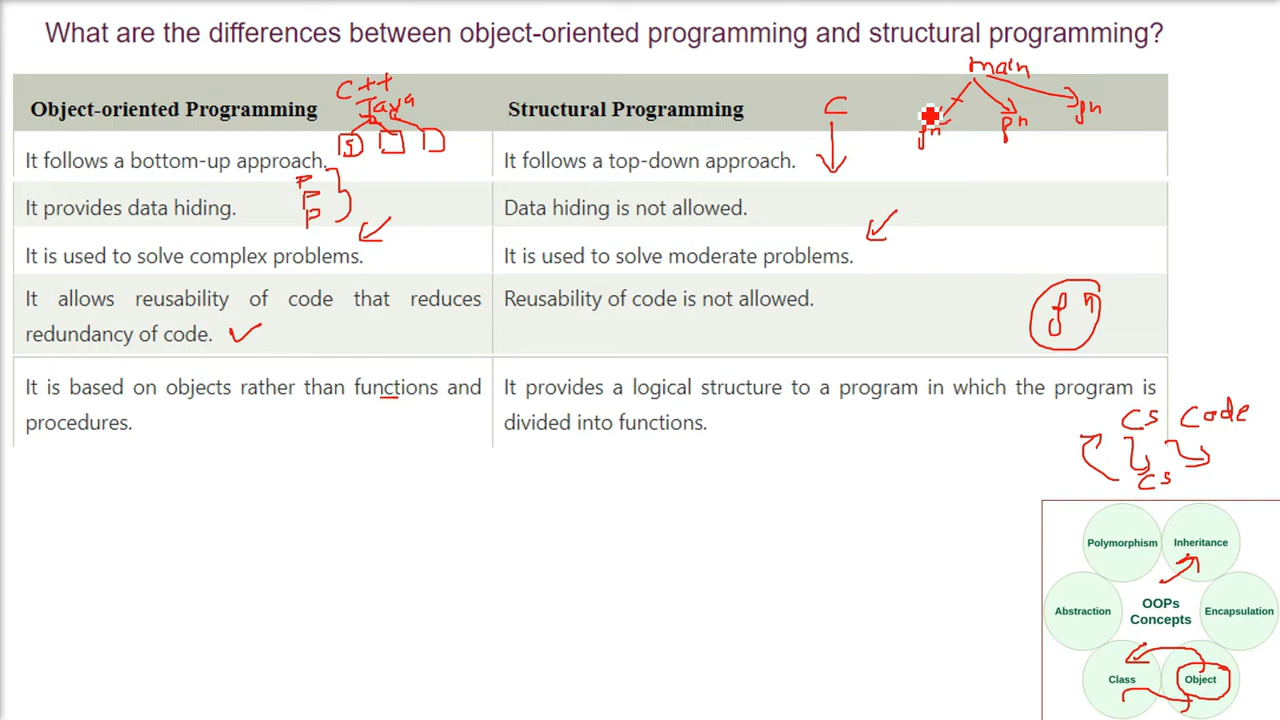 What are the differences between object-oriented programming and structural programming?
main
C++
Java
Object-oriented Programming
Structural Programming
C
fn
fn
fn
S
It follows a bottom-up approach.
It follows a top-down approach.
P
P
P
It provides data hiding.
Data hiding is not allowed.
It is used to solve complex problems.
It is used to solve moderate problems.
It allows reusability of code that reduces
redundancy of code.
Reusability of code is not allowed.
fn
It is based on objects rather than functions and
procedures.
It provides a logical structure to a program in which the program is
divided into functions.
CS Code
CS
Polymorphism
Inheritance
Abstraction
OOPs
Concepts
Encapsulation
Class
Object